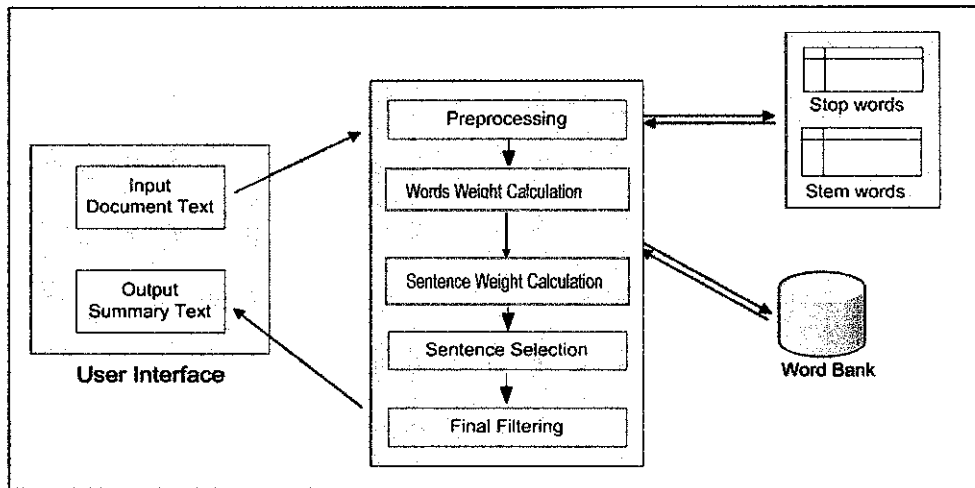 Input
Document Text
Output
Summary Text
User Interface
Preprocessing
Words Weight Calculation
Sentence Weight Calculation
Sentence Selection
Final Filtering
Stop words
Stem words
Word Bank